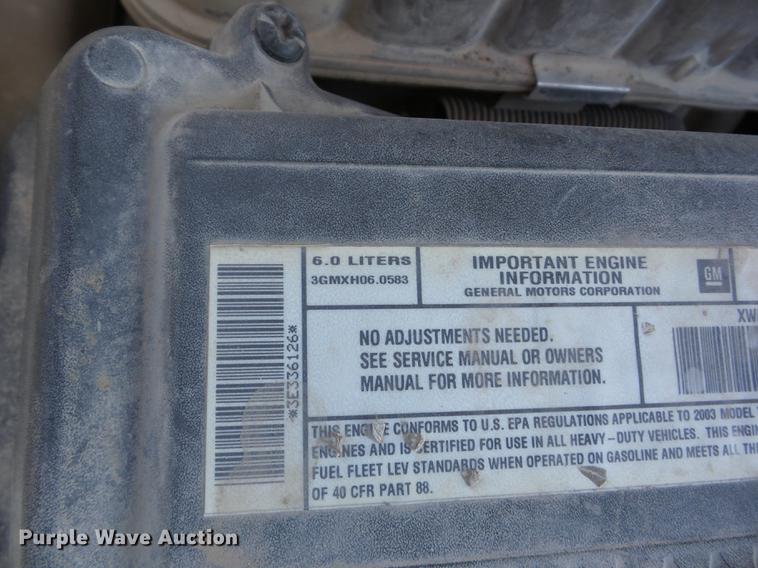 6.0 LITERS
3GMXH06.0583
IMPORTANT ENGINE
INFORMATION
GENERAL MOTORS CORPORATION
GM
NO ADJUSTMENTS NEEDED.
SEE SERVICE MANUAL OR OWNERS
MANUAL FOR MORE INFORMATION.
XW
*3E336126*
THIS ENGINE CONFORMS TO U.S. EPA REGULATIONS APPLICABLE TO 2003 MODEL
ENGINES AND IS CERTIFIED FOR USE IN ALL HEAVY-DUTY VEHICLES. THIS
FUEL FLEET LEV STANDARDS WHEN OPERATED ON GASOLINE AND MEETS ALL
OF 40 CFR PART 88.
Purple Wave Auction